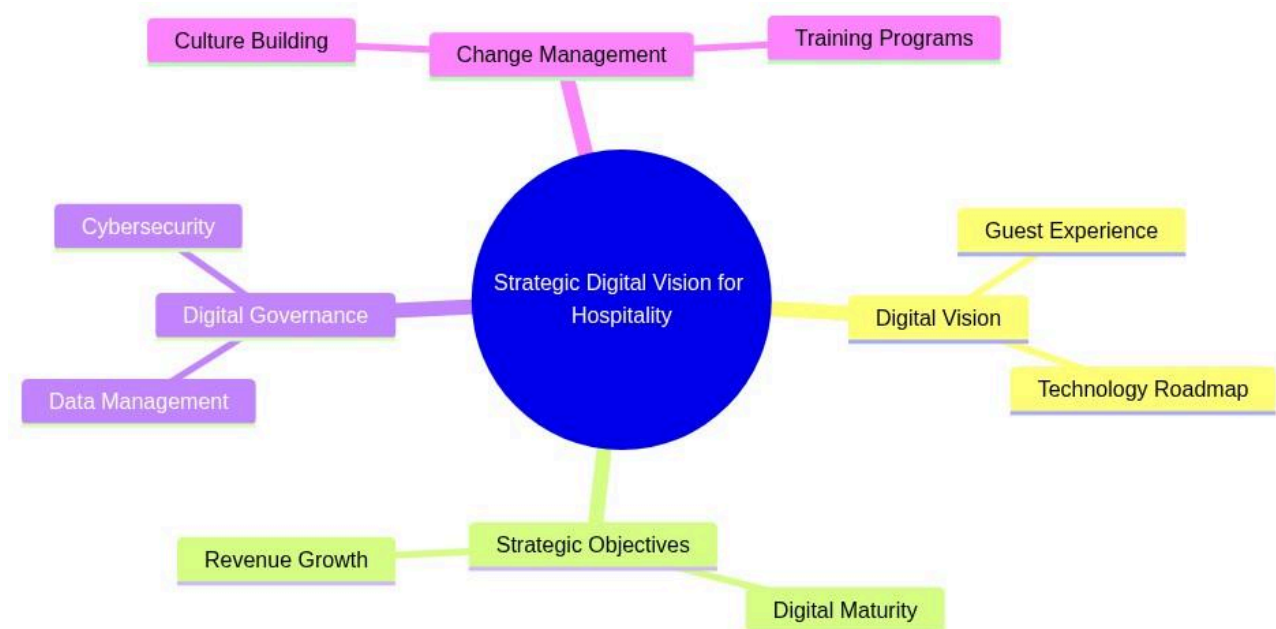 Culture Building
Change Management
Training Programs
Cybersecurity
Digital Governance
Data Management
Strategic Digital Vision for
Hospitality
Guest Experience
Digital Vision
Technology Roadmap
Revenue Growth
Strategic Objectives
Digital Maturity